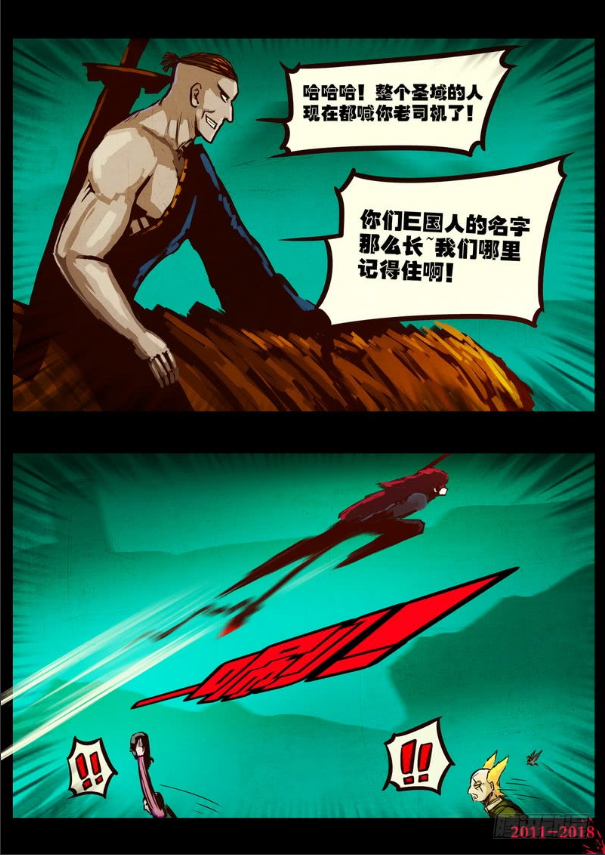 哈哈哈！整个圣域的人
现在都喊你老司机了！
你们E国人的名字
那么长~我们哪里
记得住啊！
!!
!!
2011-2018